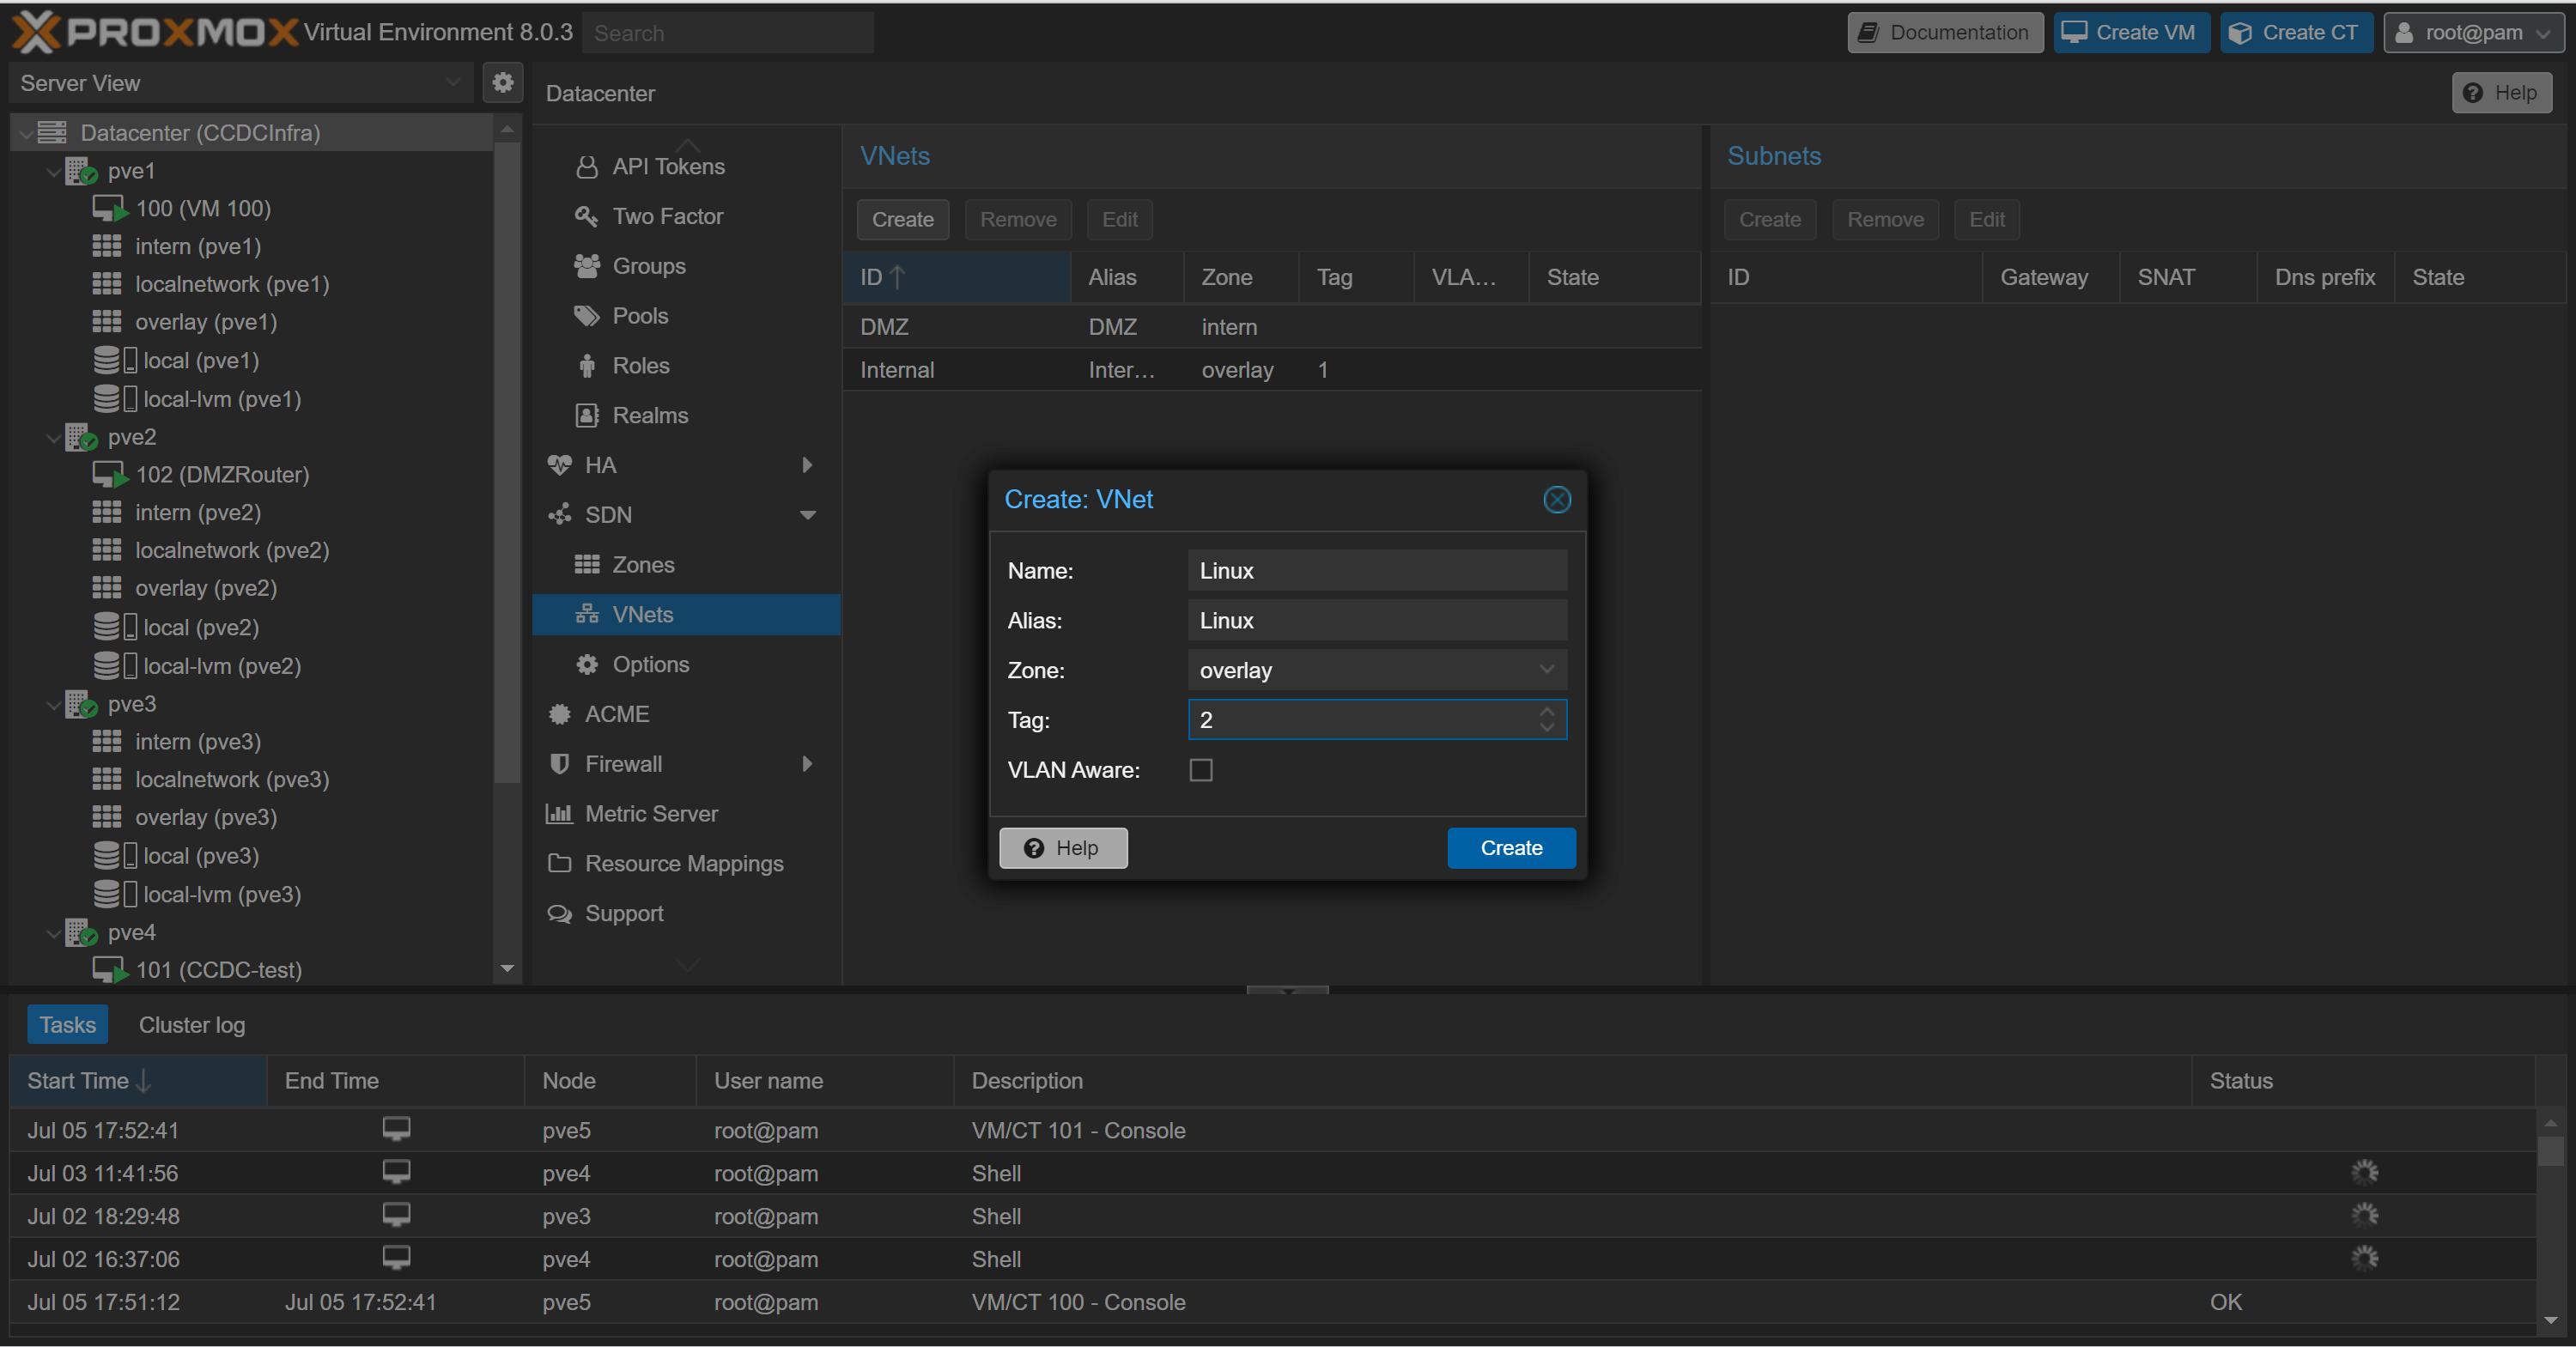 PROXMOX Virtual Environment 8.0.3 Search Documentation Create VM Create CT root@pam
Server View
Datacenter Help
Datacenter (CCDCInfra)
pve1
100 (VM 100)
intern (pve1)
localnetwork (pve1)
overlay (pve1)
local (pve1)
local-lvm (pve1)
pve2
102 (DMZRouter)
intern (pve2)
localnetwork (pve2)
overlay (pve2)
local (pve2)
local-lvm (pve2)
pve3
intern (pve3)
localnetwork (pve3)
overlay (pve3)
local (pve3)
local-lvm (pve3)
pve4
101 (CCDC-test)
API Tokens
Two Factor
Groups
Pools
Roles
Realms
HA
SDN
Zones
VNets
Options
ACME
Firewall
Metric Server
Resource Mappings
Support
VNets
Create Remove Edit
ID Alias Zone Tag VLA... State
DMZ DMZ intern
Internal Inter... overlay 1
Subnets
Create Remove Edit
ID Gateway SNAT Dns prefix State
Create: VNet
Name: Linux
Alias: Linux
Zone: overlay
Tag: 2
VLAN Aware:
Help Create
Tasks Cluster log
Start Time End Time Node User name Description Status
Jul 05 17:52:41 pve5 root@pam VM/CT 101 - Console
Jul 03 11:41:56 pve4 root@pam Shell
Jul 02 18:29:48 pve3 root@pam Shell
Jul 02 16:37:06 pve4 root@pam Shell
Jul 05 17:51:12 Jul 05 17:52:41 pve5 root@pam VM/CT 100 - Console OK